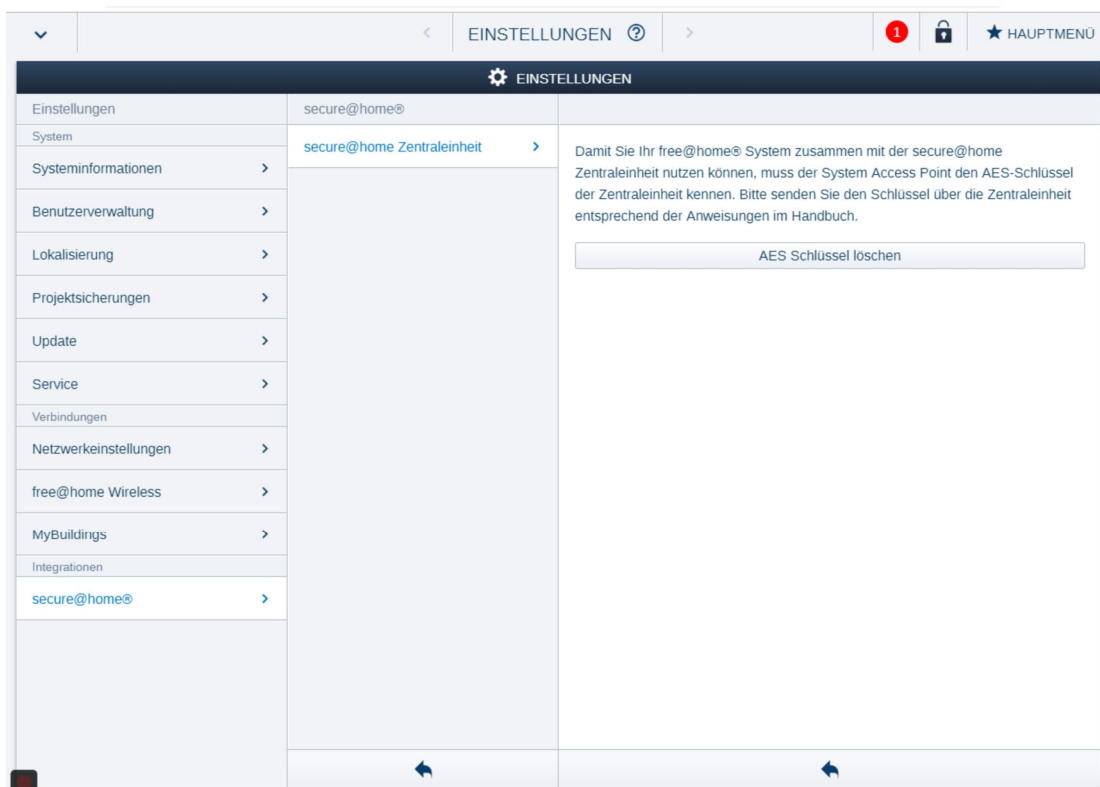 EINSTELLUNGEN
1
HAUPTMENÜ
EINSTELLUNGEN
Einstellungen
System
Systeminformationen
Benutzerverwaltung
Lokalisierung
Projektsicherungen
Update
Service
Verbindungen
Netzwerkeinstellungen
free@home Wireless
MyBuildings
Integrationen
secure@home®
secure@home®
secure@home Zentraleinheit
Damit Sie Ihr free@home® System zusammen mit der secure@home
Zentraleinheit nutzen können, muss der System Access Point den AES-Schlüssel
der Zentraleinheit kennen. Bitte senden Sie den Schlüssel über die Zentraleinheit
entsprechend der Anweisungen im Handbuch.
AES Schlüssel löschen